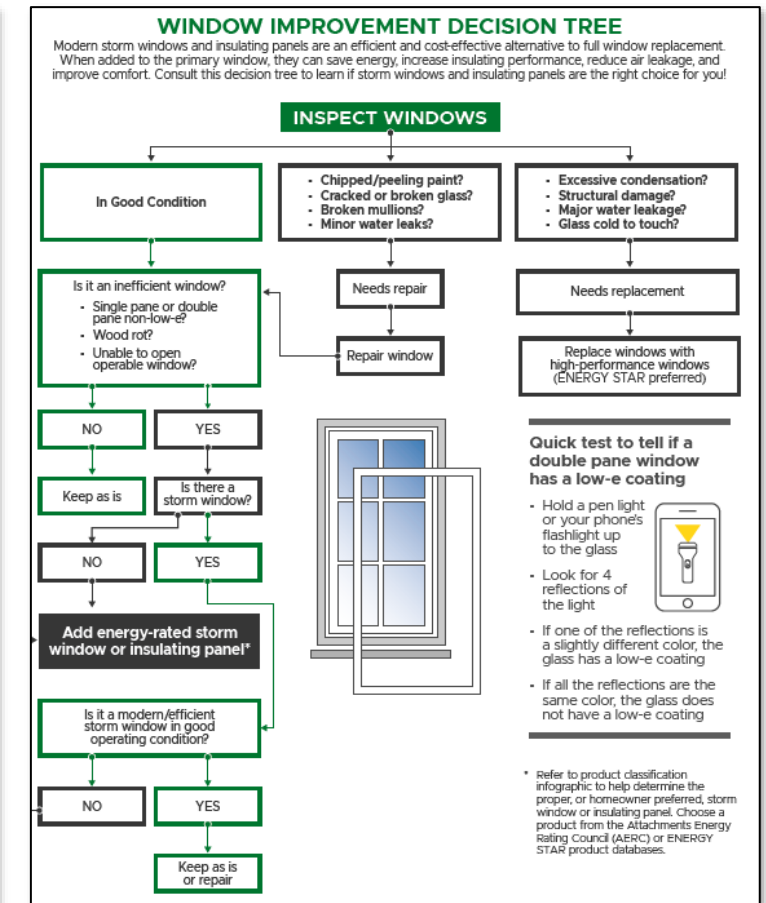 WINDOW IMPROVEMENT DECISION TREE
Modern storm windows and insulating panels are an efficient and cost-effective alternative to full window replacement.
When added to the primary window, they can save energy, increase insulating performance, reduce air leakage, and
improve comfort. Consult this decision tree to learn if storm windows and insulating panels are the right choice for you!
INSPECT WINDOWS
In Good Condition
- Chipped/peeling paint?
- Cracked or broken glass?
- Broken mullions?
- Minor water leaks?
- Excessive condensation?
- Structural damage?
- Major water leakage?
- Glass cold to touch?
Is it an inefficient window?
- Single pane or double
pane non-low-e?
- Wood rot?
- Unable to open
operable window?
Needs repair
Repair window
Needs replacement
Replace windows with
high-performance windows
(ENERGY STAR preferred)
NO
YES
Keep as is
Is there a
storm window?
NO
YES
Add energy-rated storm
window or insulating panel*
Is it a modern/efficient
storm window in good
operating condition?
NO
YES
Keep as is
or repair
Quick test to tell if a
double pane window
has a low-e coating
- Hold a pen light
or your phone's
flashlight up
to the glass
- Look for 4
reflections of
the light
- If one of the reflections is
a slightly different color, the
glass has a low-e coating
- If all the reflections are the
same color, the glass does
not have a low-e coating
* Refer to product classification
infographic to help determine the
proper, or homeowner preferred, storm
window or insulating panel. Choose a
product from the Attachments Energy
Rating Council (AERC) or ENERGY
STAR product databases.